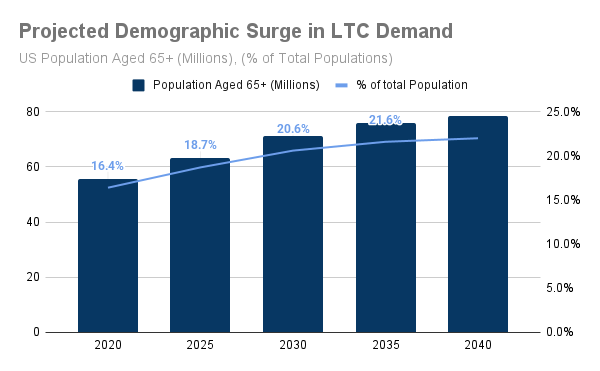 Projected Demographic Surge in LTC Demand
US Population Aged 65+ (Millions), (% of Total Populations)
Population Aged 65+ (Millions) % of total Population
80 25.0%
60 20.0%
40 15.0%
20 10.0%
0 5.0%
0.0%
16.4% 18.7% 20.6% 21.6%
2020 2025 2030 2035 2040